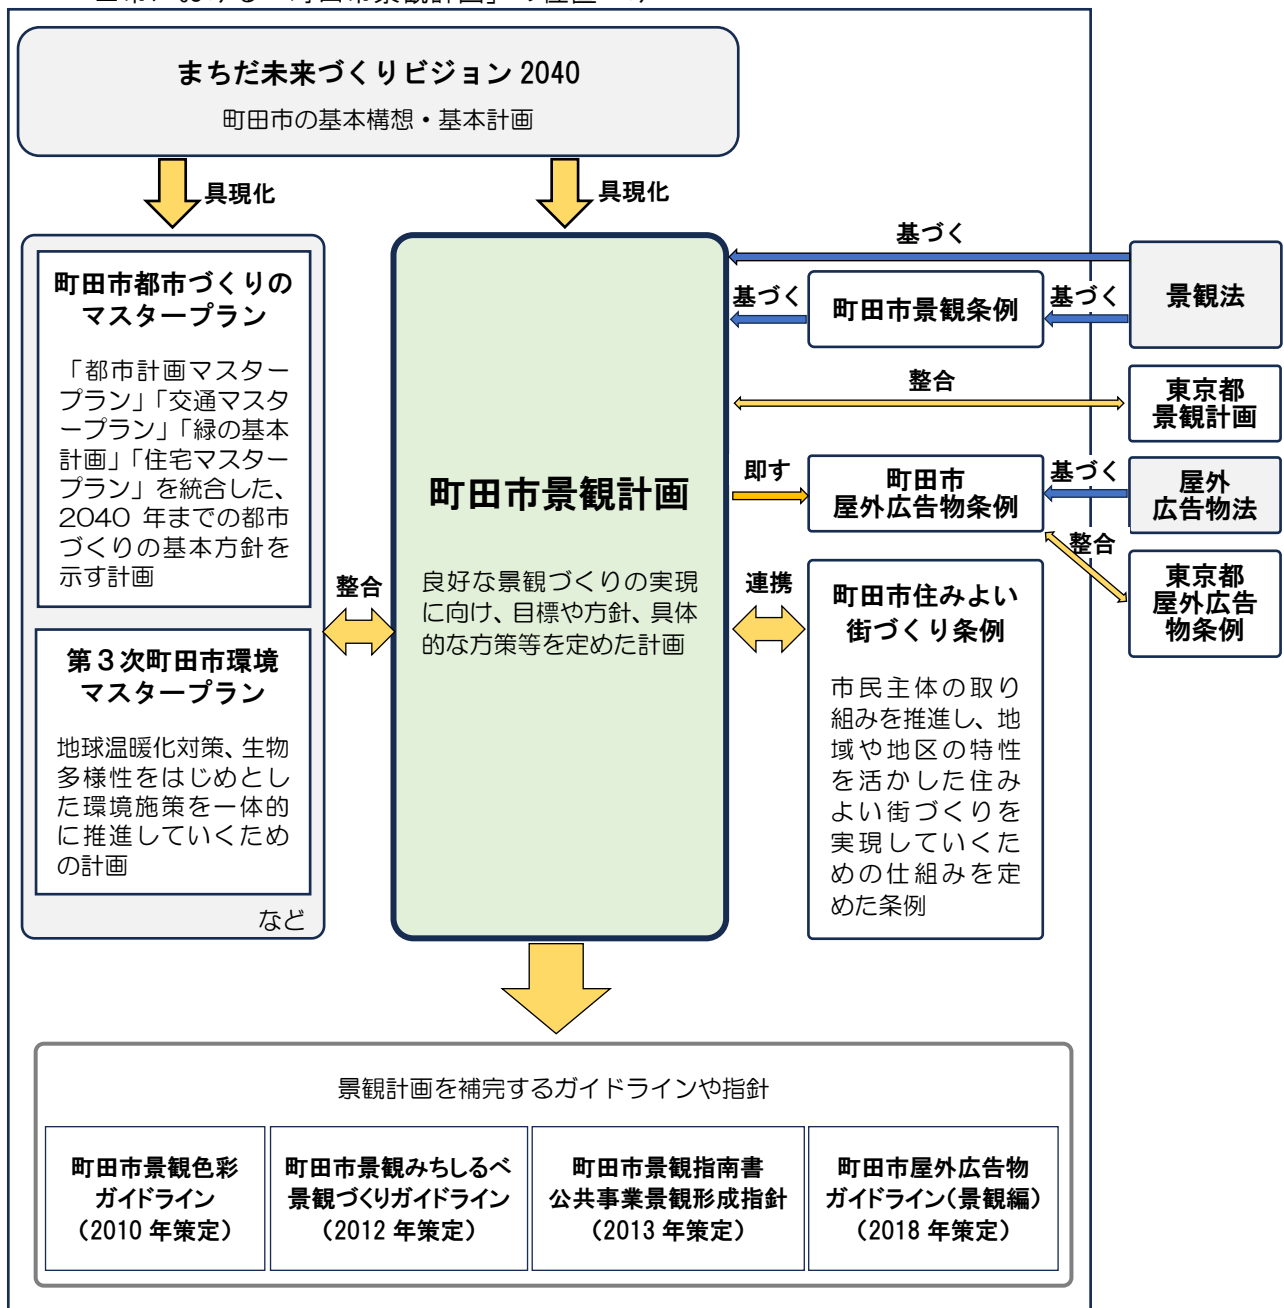 まちだ未来づくりビジョン 2040
町田市の基本構想・基本計画
具現化
具現化
町田市都市づくりの
マスタープラン
「都市計画マスター
プラン」「交通マスタ
ープラン」「緑の基本
計画」「住宅マスター
プラン」を統合した、
2040 年までの都市
づくりの基本方針を
示す計画
第3次町田市環境
マスタープラン
地球温暖化対策、生物
多様性をはじめとし
た環境施策を一体的
に推進していくため
の計画
など
整合
町田市景観計画
良好な景観づくりの実現
に向け、目標や方針、具体
的な方策等を定めた計画
基づく
基づく
町田市景観条例
基づく
景観法
整合
東京都
景観計画
即す
町田市
屋外広告物条例
基づく
屋外
広告物法
整合
東京都
屋外広告
物条例
連携
町田市住みよい
街づくり条例
市民主体の取り
組みを推進し、地
域や地区の特性
を活かした住み
よい街づくりを
実現していくた
めの仕組みを定
めた条例
景観計画を補完するガイドラインや指針
町田市景観色彩
ガイドライン
(2010 年策定)
町田市景観みちしるべ
景観づくりガイドライン
(2012 年策定)
町田市景観指南書
公共事業景観形成指針
(2013 年策定)
町田市屋外広告物
ガイドライン(景観編)
(2018 年策定)